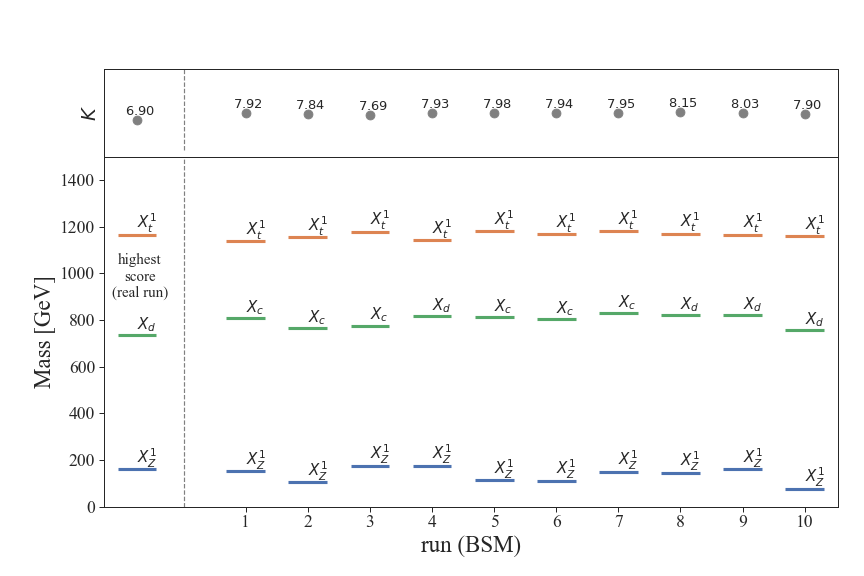 K
6.90 7.92 7.84 7.69 7.93 7.98 7.94 7.95 8.15 8.03 7.90
1400
1200
1000
800
600
400
200
0
Mass [GeV]
X_t^1 X_t^1 X_t^1 X_t^1 X_t^1 X_t^1 X_t^1 X_t^1 X_t^1 X_t^1 X_t^1
highest
score
(real run)
X_d X_c X_c X_c X_d X_c X_c X_c X_d X_d X_d
X_Z^1 X_Z^1 X_Z^1 X_Z^1 X_Z^1 X_Z^1 X_Z^1 X_Z^1 X_Z^1 X_Z^1 X_Z^1
1 2 3 4 5 6 7 8 9 10
run (BSM)